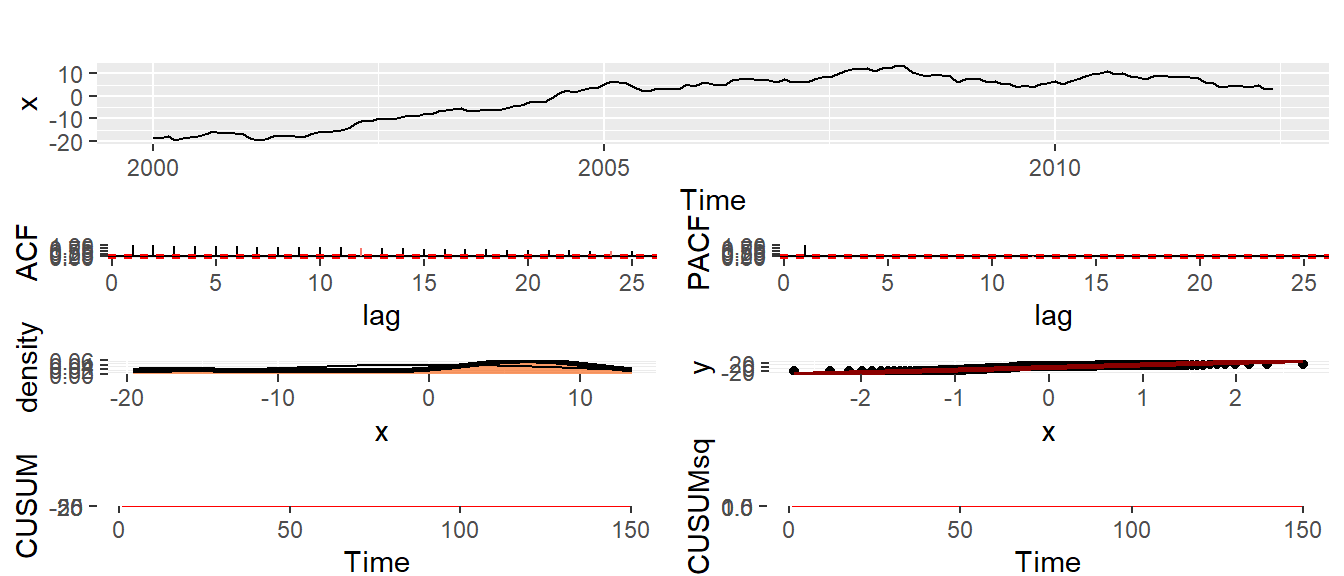 x
10
0
-10
-20
2000 2005 2010
Time
ACF
0 5 10 15 20 25
lag
PACF
0 5 10 15 20 25
lag
density
-20 -10 0 10
x
y
-2 -1 0 1 2
x
CUSUM
0 50 100 150
Time
CUSUMsq
0 50 100 150
Time